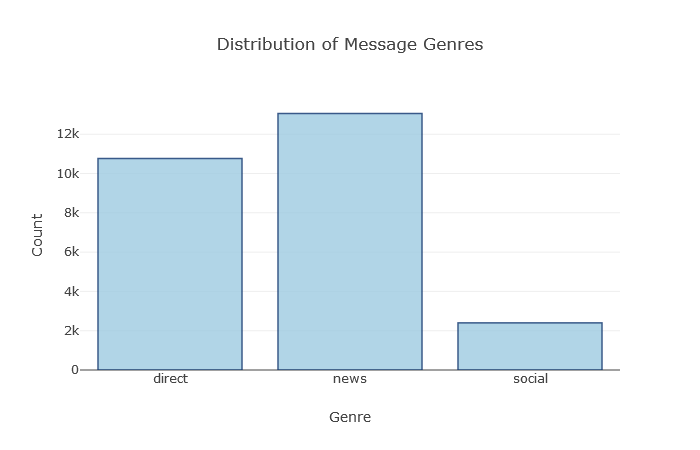 Distribution of Message Genres
12k
10k
8k
6k
4k
2k
0
Count
direct news social
Genre